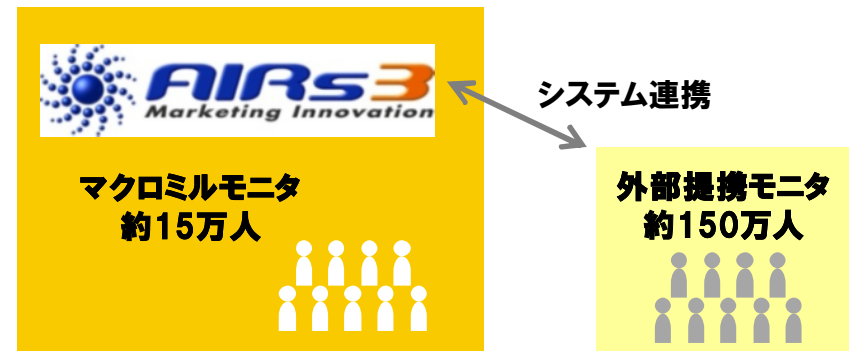 AIRs3
Marketing Innovation
システム連携
マクロミルモニタ
約15万人
外部提携モニタ
約150万人